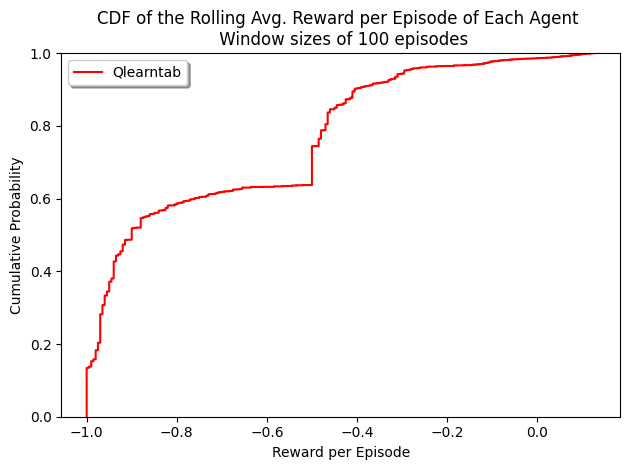 CDF of the Rolling Avg. Reward per Episode of Each Agent
Window sizes of 100 episodes
Qlearntab
1.0
0.8
0.6
0.4
0.2
0.0
Cumulative Probability
−1.0 −0.8 −0.6 −0.4 −0.2 0.0
Reward per Episode